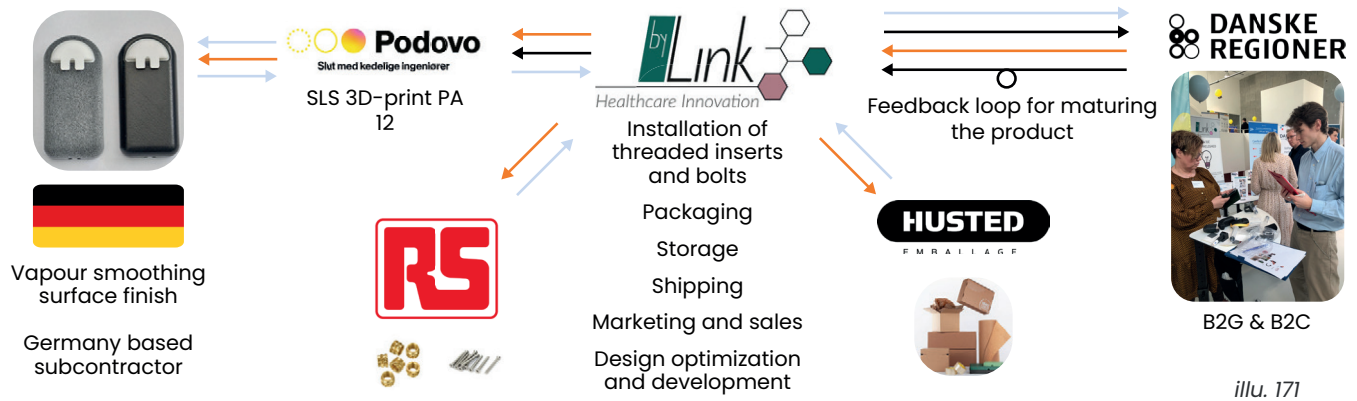 Podovo
Slut med kedelige ingeniører
SLS 3D-print PA
12
by
Link
Healthcare Innovation
Installation of
threaded inserts
and bolts
Packaging
Storage
Shipping
Marketing and sales
Design optimization
and development
Feedback loop for maturing
the product
DANSKE
REGIONER
B2G & B2C
Vapour smoothing
surface finish
Germany based
subcontractor
RS
HUSTED
EMBALLAGE
illu. 171